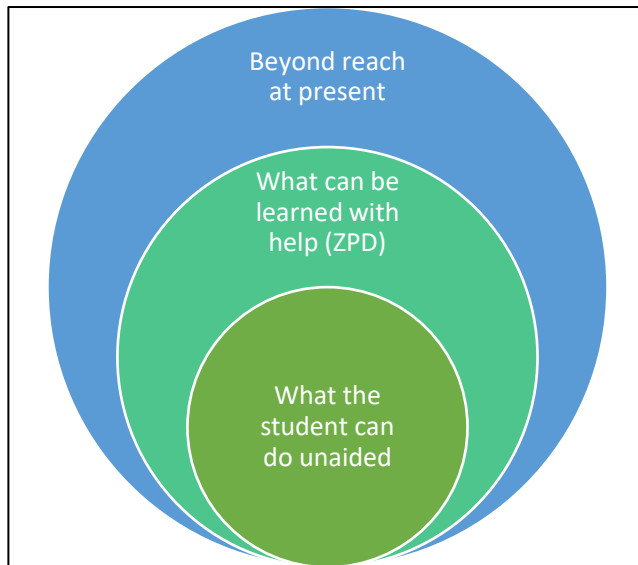 Beyond reach
at present
What can be
learned with
help (ZPD)
What the
student can
do unaided